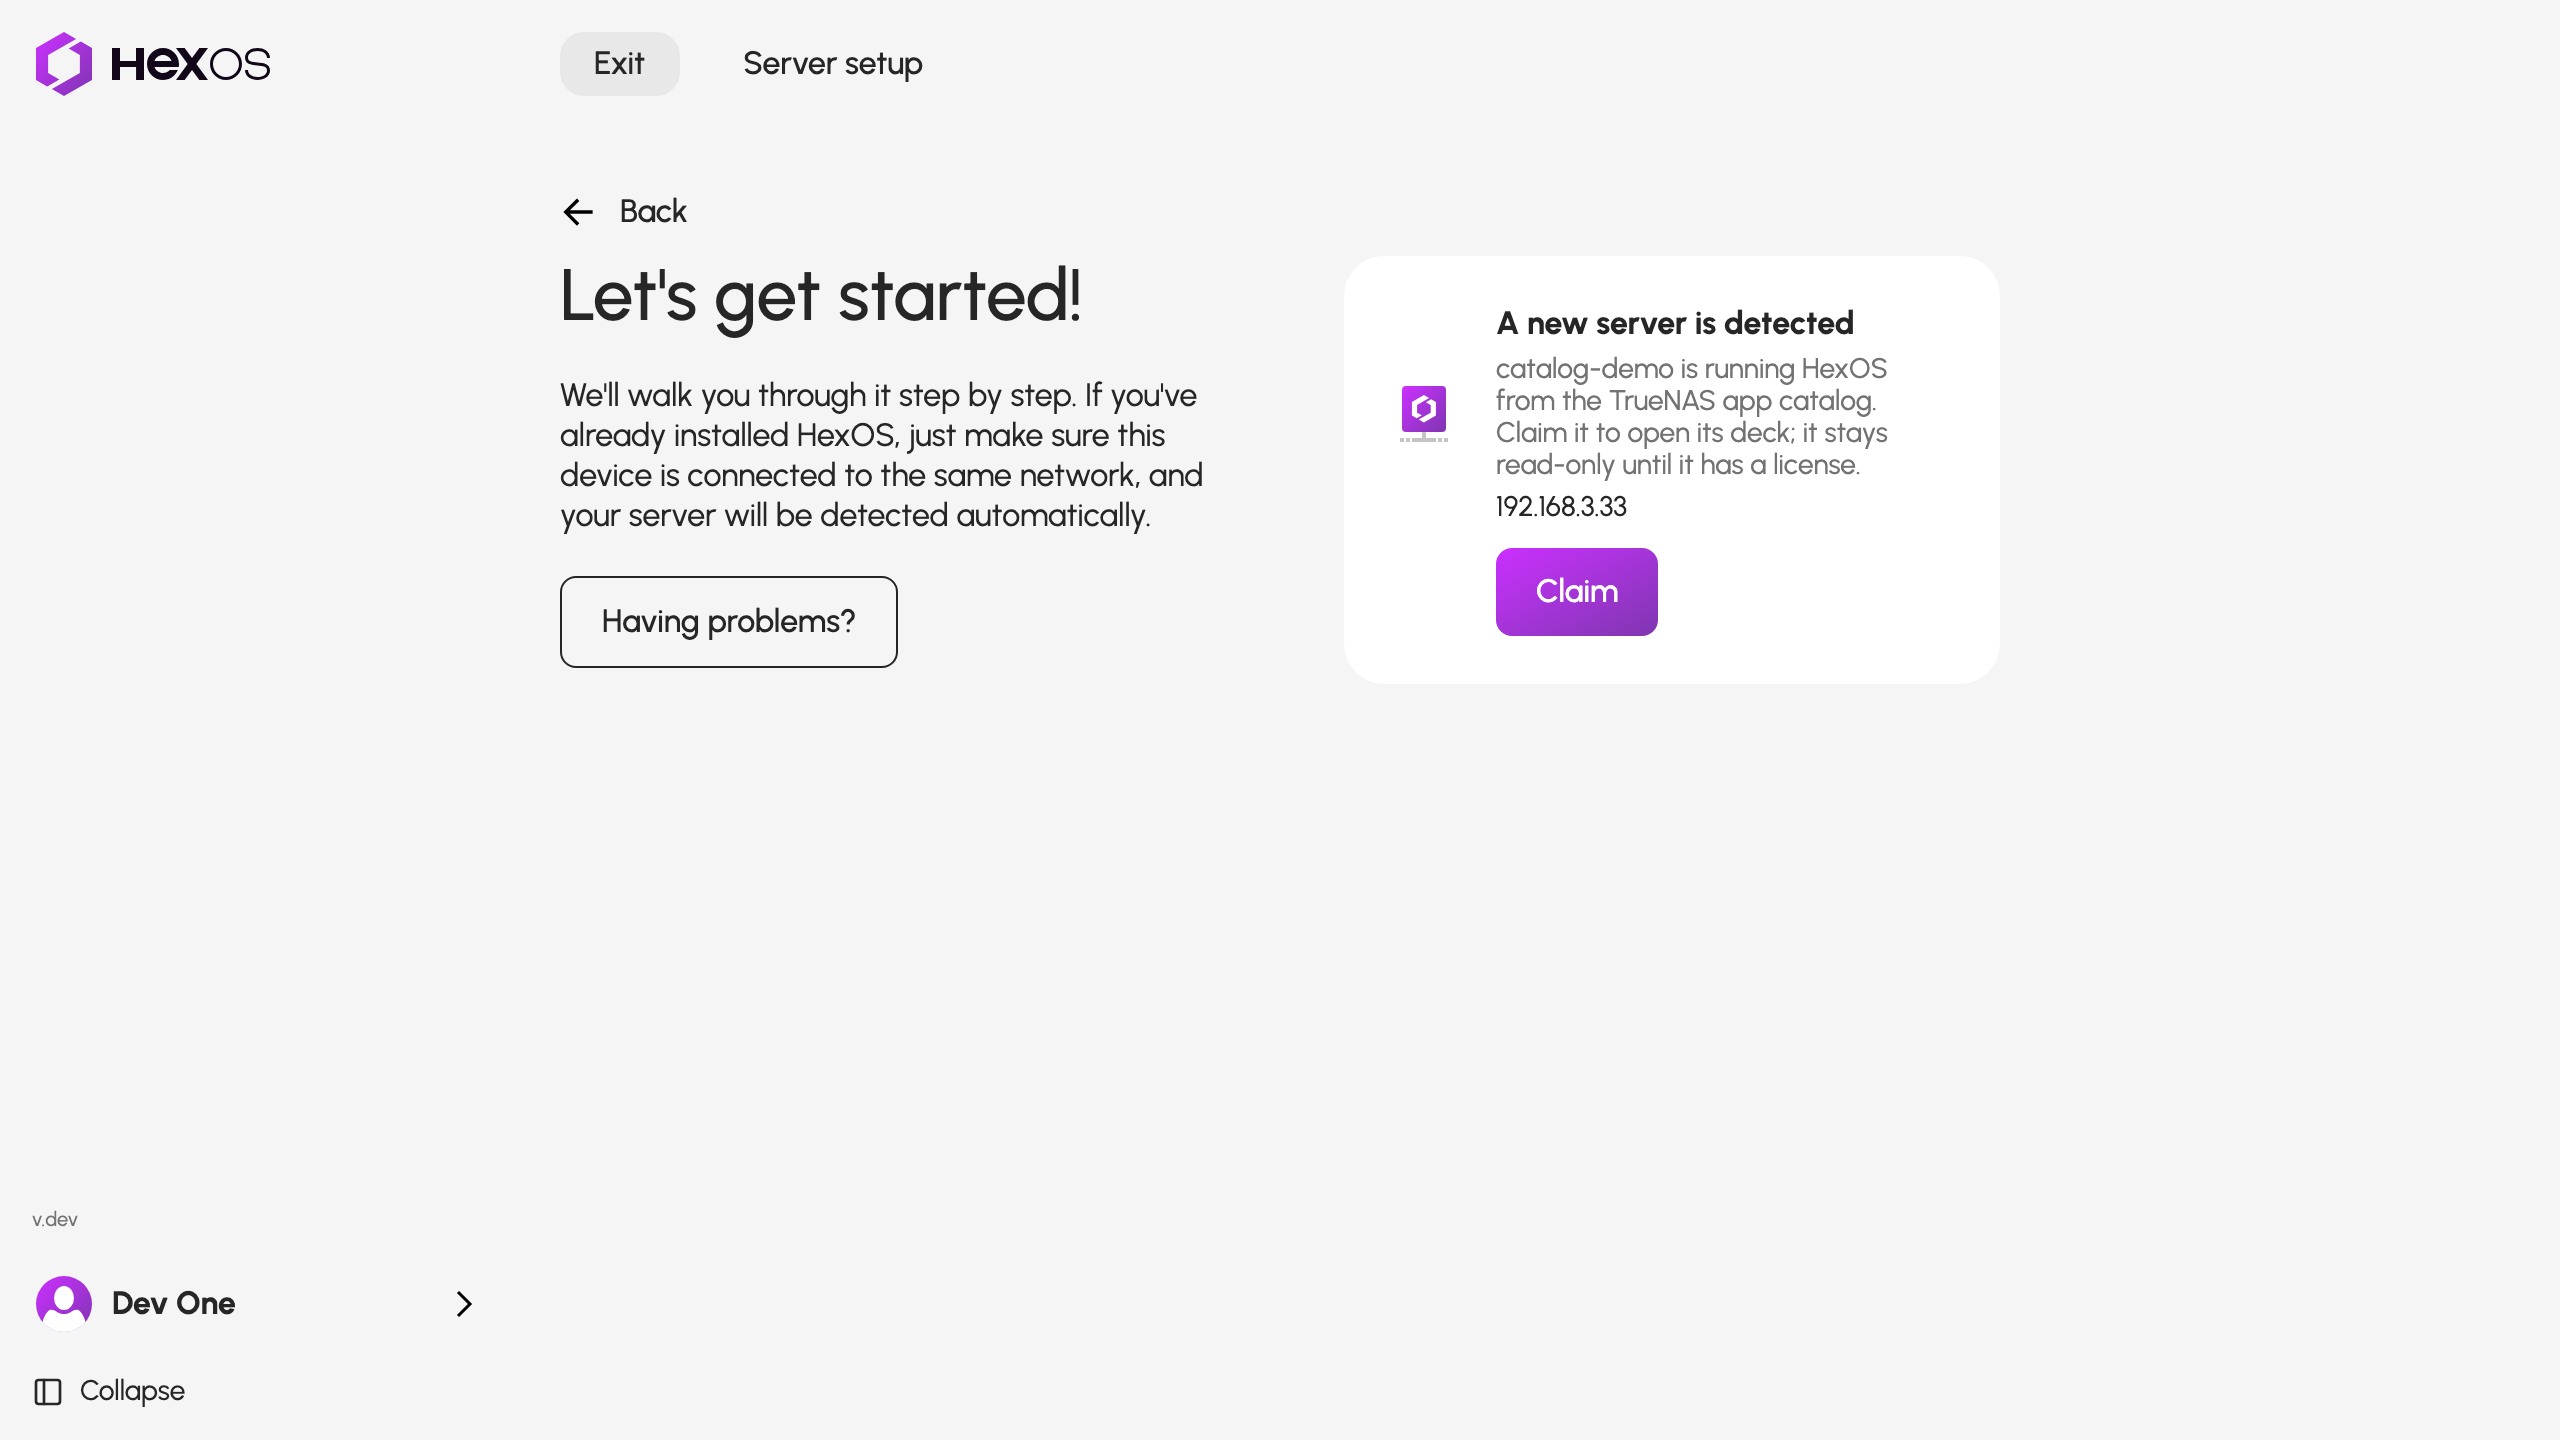 HexOS
Exit
Server setup
Back
Let's get started!
We'll walk you through it step by step. If you've
already installed HexOS, just make sure this
device is connected to the same network, and
your server will be detected automatically.
Having problems?
A new server is detected
catalog-demo is running HexOS
from the TrueNAS app catalog.
Claim it to open its deck; it stays
read-only until it has a license.
192.168.3.33
Claim
v.dev
Dev One
Collapse